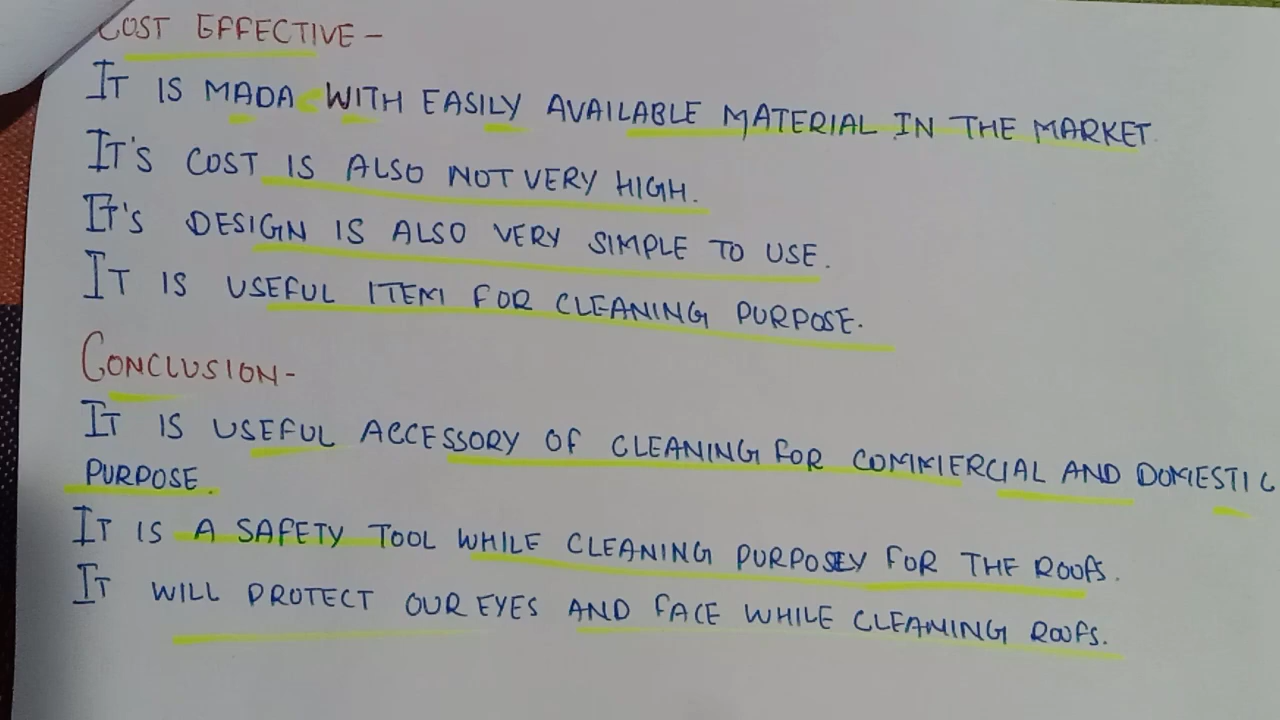 COST EFFECTIVE -
IT IS MADA WITH EASILY AVAILABLE MATERIAL IN THE MARKET.
IT'S COST IS ALSO NOT VERY HIGH.
IT'S DESIGN IS ALSO VERY SIMPLE TO USE.
IT IS USEFUL ITEM FOR CLEANING PURPOSE.
CONCLUSION -
IT IS USEFUL ACCESSORY OF CLEANING FOR COMMERCIAL AND DOMESTIC
PURPOSE.
IT IS A SAFETY TOOL WHILE CLEANING PURPOSEY FOR THE ROOFS.
IT WILL PROTECT OUR EYES AND FACE WHILE CLEANING ROOFS.